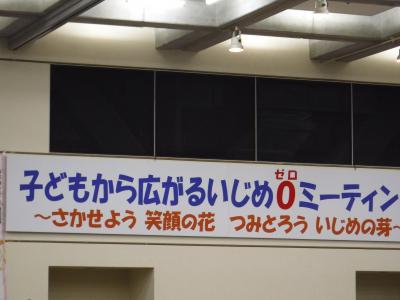 ゼロ
子どもから広がるいじめ0ミーティン
～さかせよう 笑顔の花 つみとろう いじめの芽～